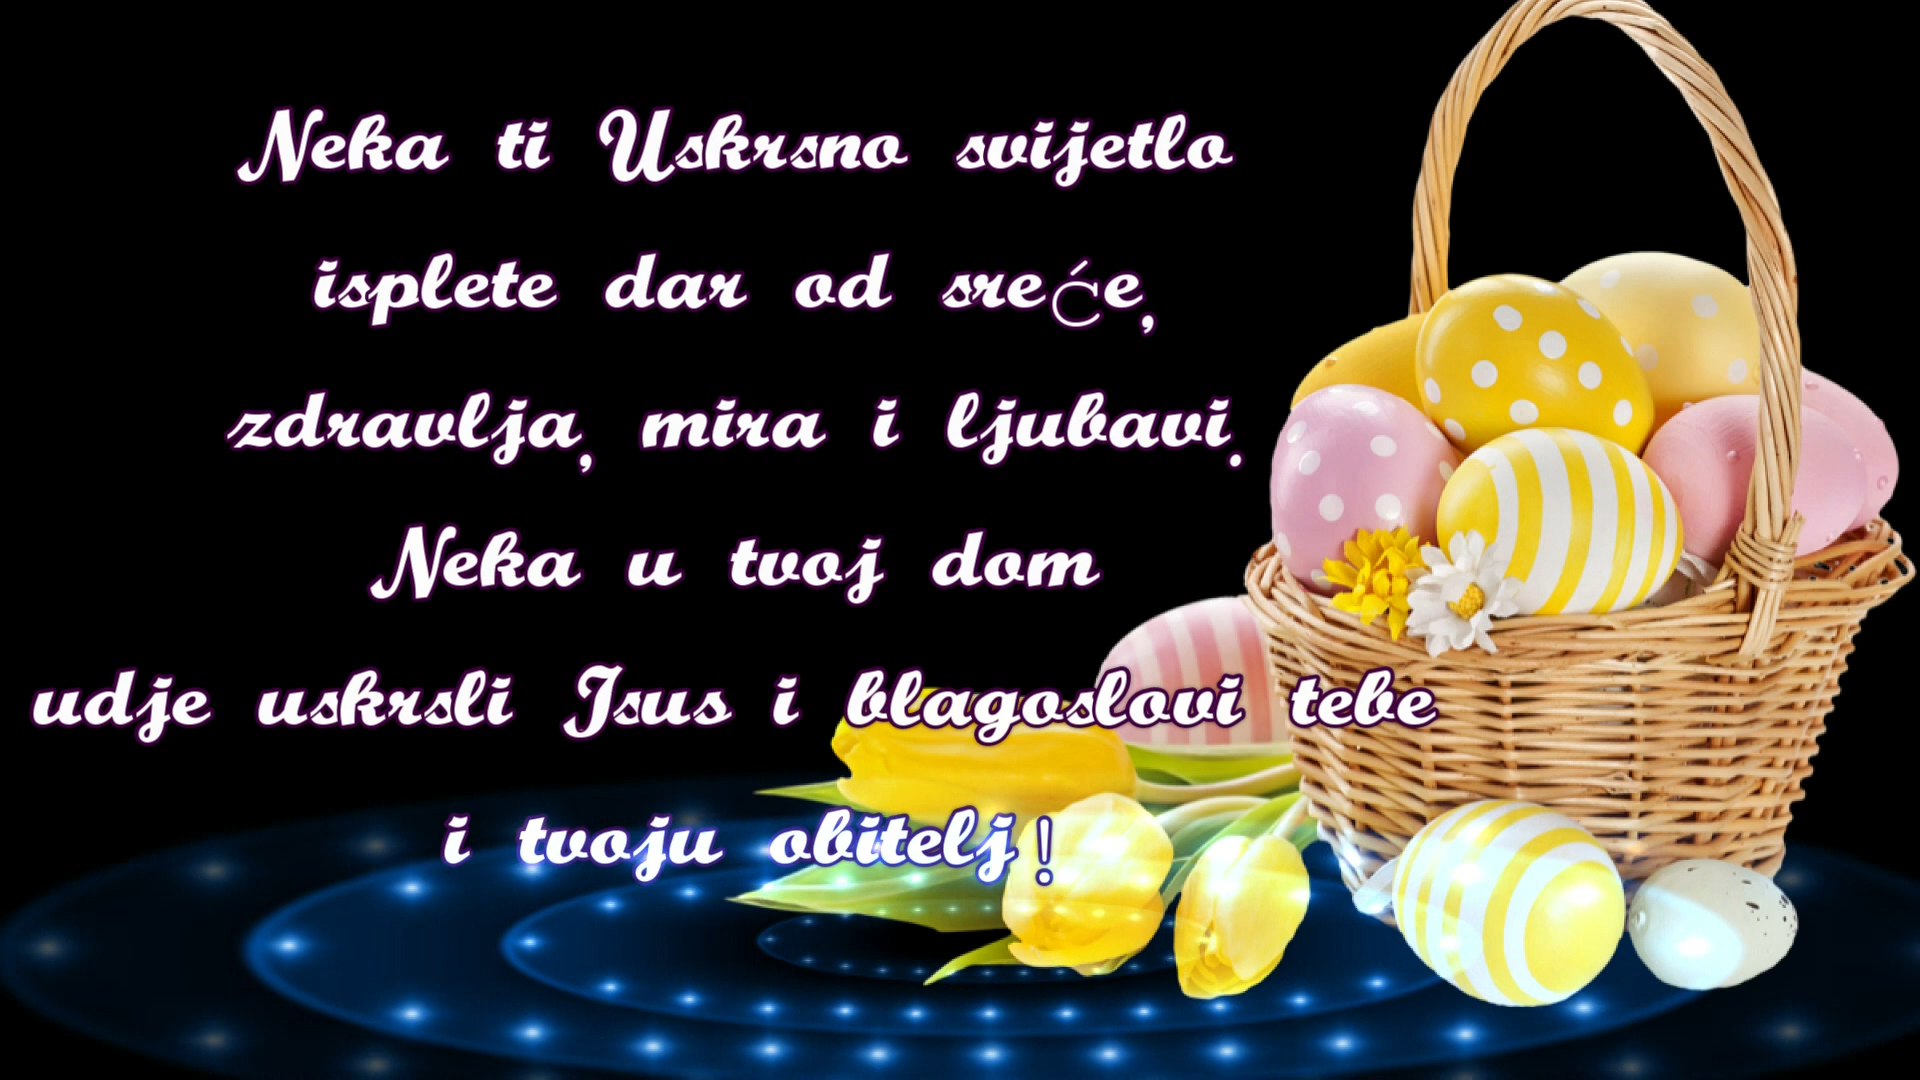 Neka ti Uskrsno svijetlo
isplete dar od sreće,
zdravlja, mira i ljubavi.
Neka u tvoj dom
udje uskrsli Isus i blagoslovi tebe
i tvoju obitelj!